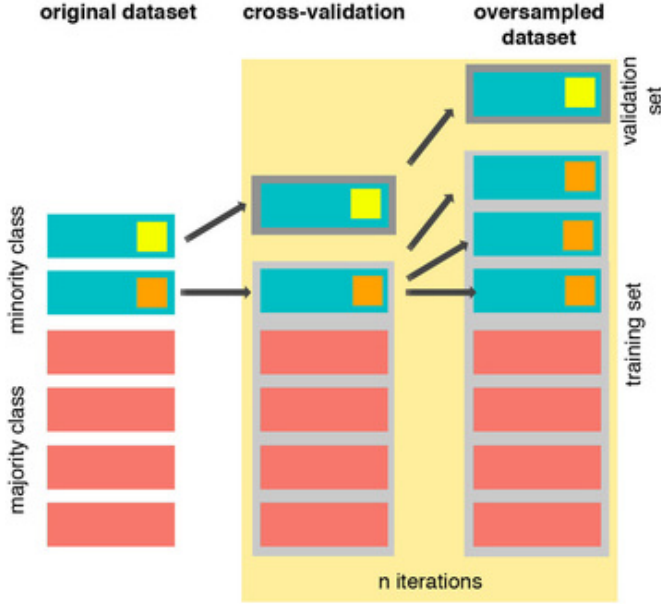 original dataset
cross-validation
oversampled
dataset
validation
set
minority class
majority class
training set
n iterations